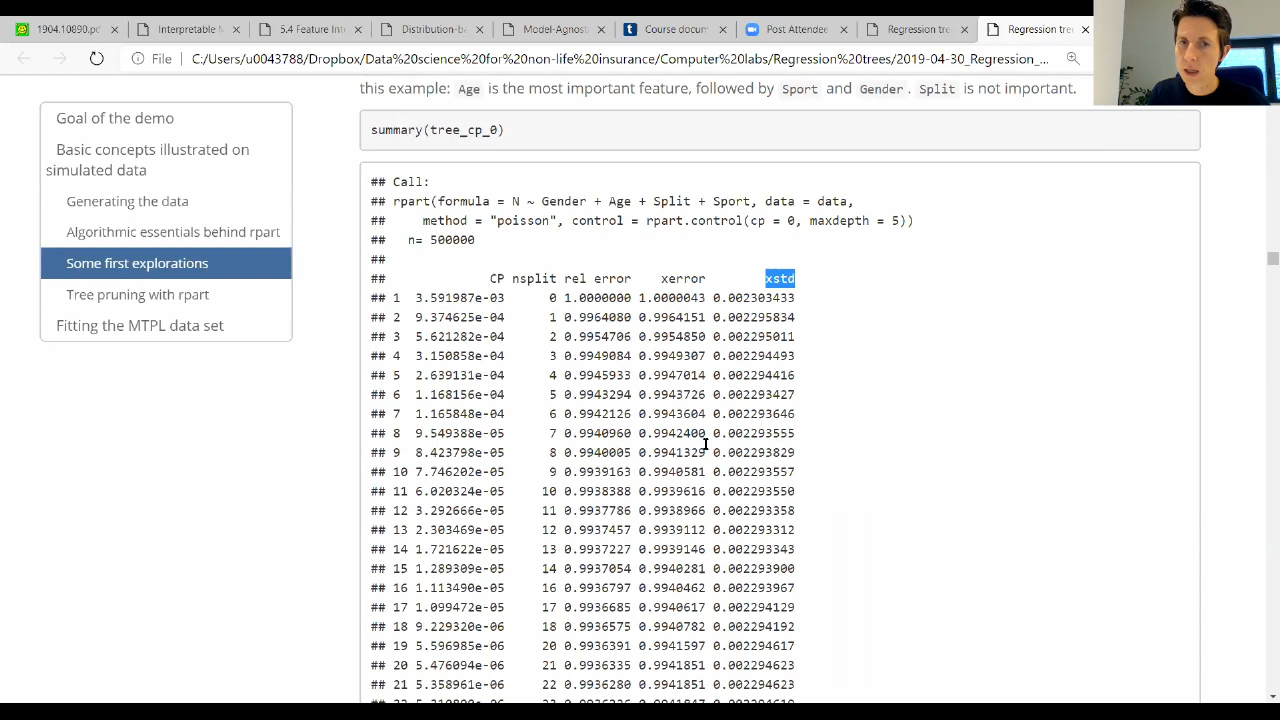 1904.10890.pdf
Interpretable M
5.4 Feature Int
Distribution-ba
Model-Agnost
Course docum
Post Attendee
Regression tree
Regression tree
File C:/Users/u0043788/Dropbox/Data%20science%20for%20non-life%20insurance/Computer%20labs/Regression%20trees/2019-04-30_Regression_...
this example: Age is the most important feature, followed by Sport and Gender. Split is not important.
Goal of the demo
Basic concepts illustrated on
simulated data
Generating the data
Algorithmic essentials behind rpart
Some first explorations
Tree pruning with rpart
Fitting the MTPL data set
summary(tree_cp_0)
## Call:
## rpart(formula = N ~ Gender + Age + Split + Sport, data = data,
##     method = "poisson", control = rpart.control(cp = 0, maxdepth = 5))
##   n= 500000
##
##              CP nsplit rel error    xerror        xstd
## 1  3.591987e-03      0 1.0000000 1.0000043 0.002303433
## 2  9.374625e-04      1 0.9964080 0.9964151 0.002295834
## 3  5.621282e-04      2 0.9954706 0.9954850 0.002295011
## 4  3.150858e-04      3 0.9949084 0.9949307 0.002294493
## 5  2.639131e-04      4 0.9945933 0.9947014 0.002294416
## 6  1.168156e-04      5 0.9943294 0.9943726 0.002293427
## 7  1.165848e-04      6 0.9942126 0.9943604 0.002293646
## 8  9.549388e-05      7 0.9940960 0.9942400 0.002293555
## 9  8.423798e-05      8 0.9940005 0.9941329 0.002293829
## 10 7.746202e-05      9 0.9939163 0.9940581 0.002293557
## 11 6.020324e-05     10 0.9938388 0.9939616 0.002293550
## 12 3.292666e-05     11 0.9937786 0.9938966 0.002293358
## 13 2.303469e-05     12 0.9937457 0.9939112 0.002293312
## 14 1.721622e-05     13 0.9937227 0.9939146 0.002293343
## 15 1.289309e-05     14 0.9937054 0.9940281 0.002293900
## 16 1.113490e-05     16 0.9936797 0.9940462 0.002293967
## 17 1.099472e-05     17 0.9936685 0.9940617 0.002294129
## 18 9.229320e-06     18 0.9936575 0.9940782 0.002294192
## 19 5.596985e-06     20 0.9936391 0.9941597 0.002294617
## 20 5.476094e-06     21 0.9936335 0.9941851 0.002294623
## 21 5.358961e-06     22 0.9936280 0.9941851 0.002294623